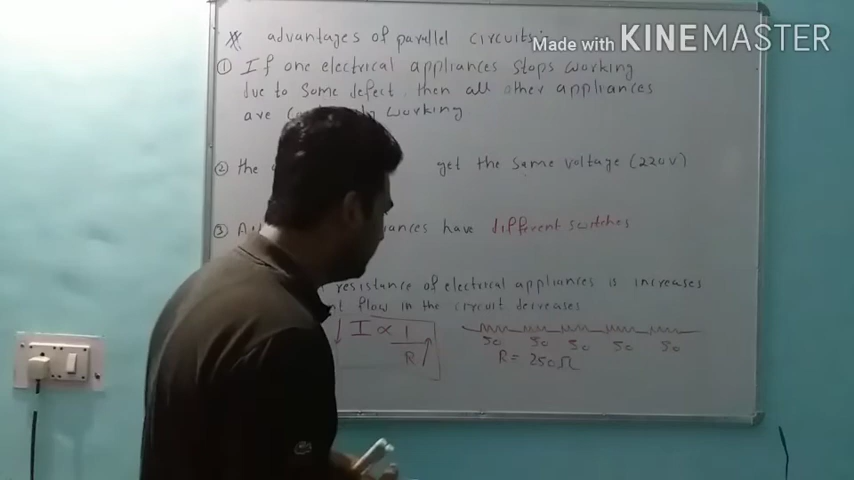 advantages of parallel circuits:
Made with KINEMASTER
① If one electrical appliances stops working
due to some defect, then all other appliances
are working
② the get the same voltage (220V)
③ have different switches
resistance of electrical appliances is increases
flow in the circuit decreases
↓ I ∝ 1
R ↑
50 50 50 50 50
R = 250Ω